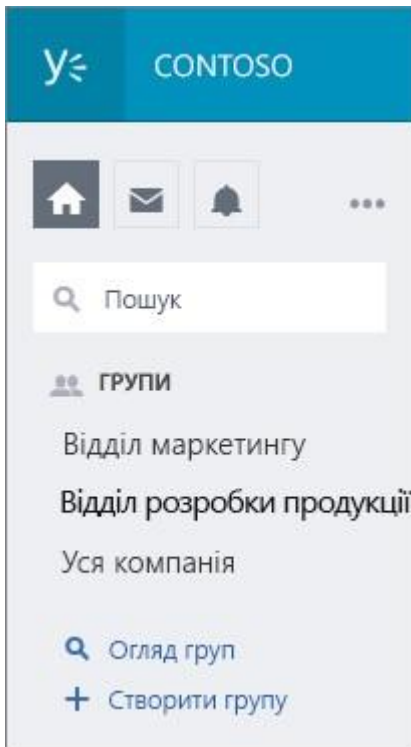 y CONTOSO
Пошук
ГРУПИ
Відділ маркетингу
Відділ розробки продукції
Уся компанія
Огляд груп
+ Створити групу